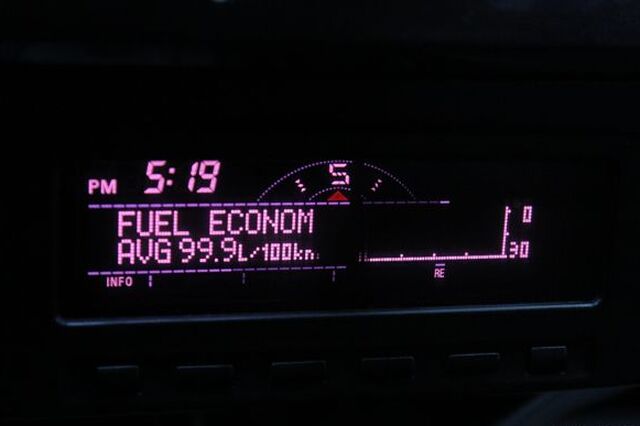 PM 5:19
S
FUEL ECONOM
AVG 99.9L/100km
0
30
INFO
RE